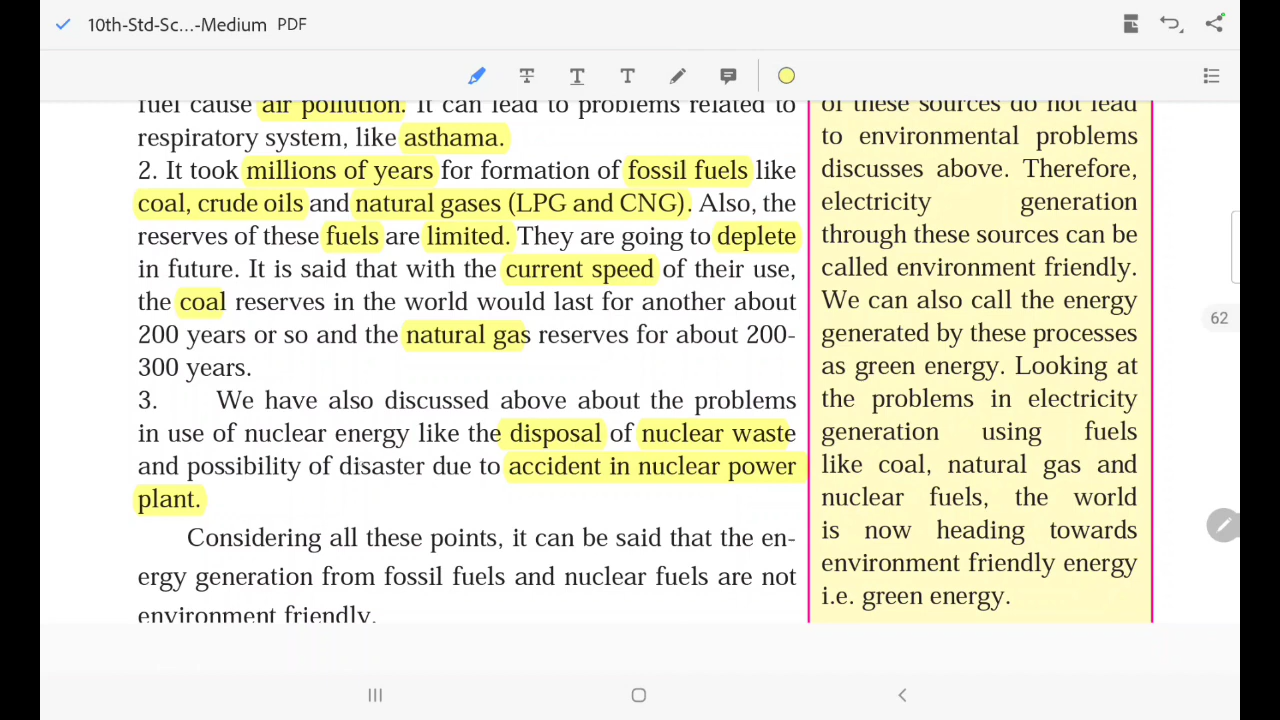 10th-Std-Sc...-Medium PDF
fuel cause air pollution. It can lead to problems related to
respiratory system, like asthama.
2. It took millions of years for formation of fossil fuels like
coal, crude oils and natural gases (LPG and CNG). Also, the
reserves of these fuels are limited. They are going to deplete
in future. It is said that with the current speed of their use,
the coal reserves in the world would last for another about
200 years or so and the natural gas reserves for about 200-
300 years.
3. We have also discussed above about the problems
in use of nuclear energy like the disposal of nuclear waste
and possibility of disaster due to accident in nuclear power
plant.
Considering all these points, it can be said that the en-
ergy generation from fossil fuels and nuclear fuels are not
environment friendly.
of these sources do not lead
to environmental problems
discusses above. Therefore,
electricity generation
through these sources can be
called environment friendly.
We can also call the energy
generated by these processes
as green energy. Looking at
the problems in electricity
generation using fuels
like coal, natural gas and
nuclear fuels, the world
is now heading towards
environment friendly energy
i.e. green energy.
62